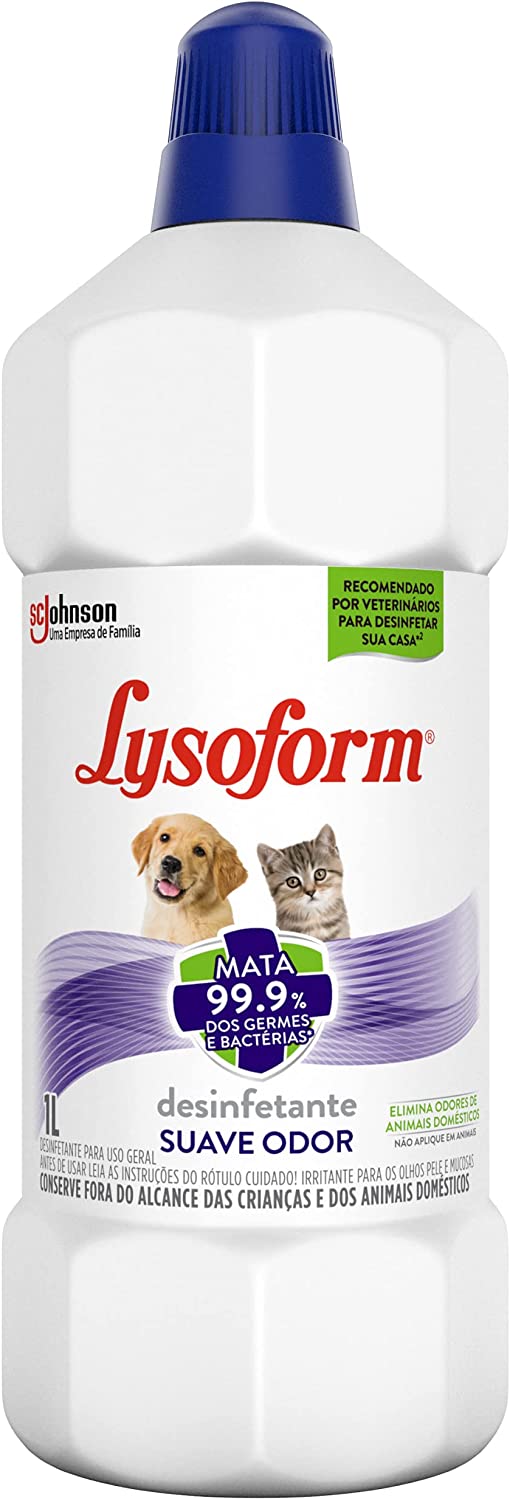 scJohnson
Uma Empresa de Família
RECOMENDADO
POR VETERINÁRIOS
PARA DESINFETAR
SUA CASA*²
Lysoform®
MATA
99.9%
DOS GERMES
E BACTÉRIAS*
1L
desinfetante
SUAVE ODOR
ELIMINA ODORES DE
ANIMAIS DOMÉSTICOS
NÃO APLIQUE EM ANIMAIS
DESINFETANTE PARA USO GERAL
ANTES DE USAR LEIA AS INSTRUÇÕES DO RÓTULO CUIDADO! IRRITANTE PARA OS OLHOS PELE E MUCOSAS
CONSERVE FORA DO ALCANCE DAS CRIANÇAS E DOS ANIMAIS DOMÉSTICOS